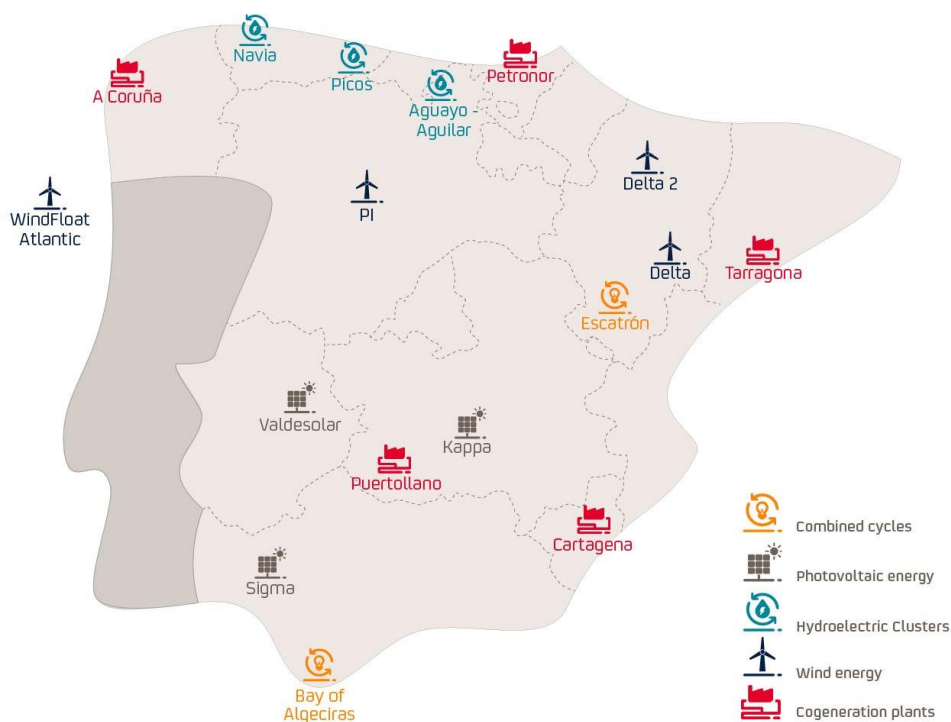 Navia
Picos
Petronor
A Coruña
Aguayo -
Aguilar
Delta 2
WindFloat
Atlantic
PI
Delta
Tarragona
Escatrón
Valdesolar
Kappa
Puertollano
Cartagena
Sigma
Bay of
Algeciras
Combined cycles
Photovoltaic energy
Hydroelectric Clusters
Wind energy
Cogeneration plants